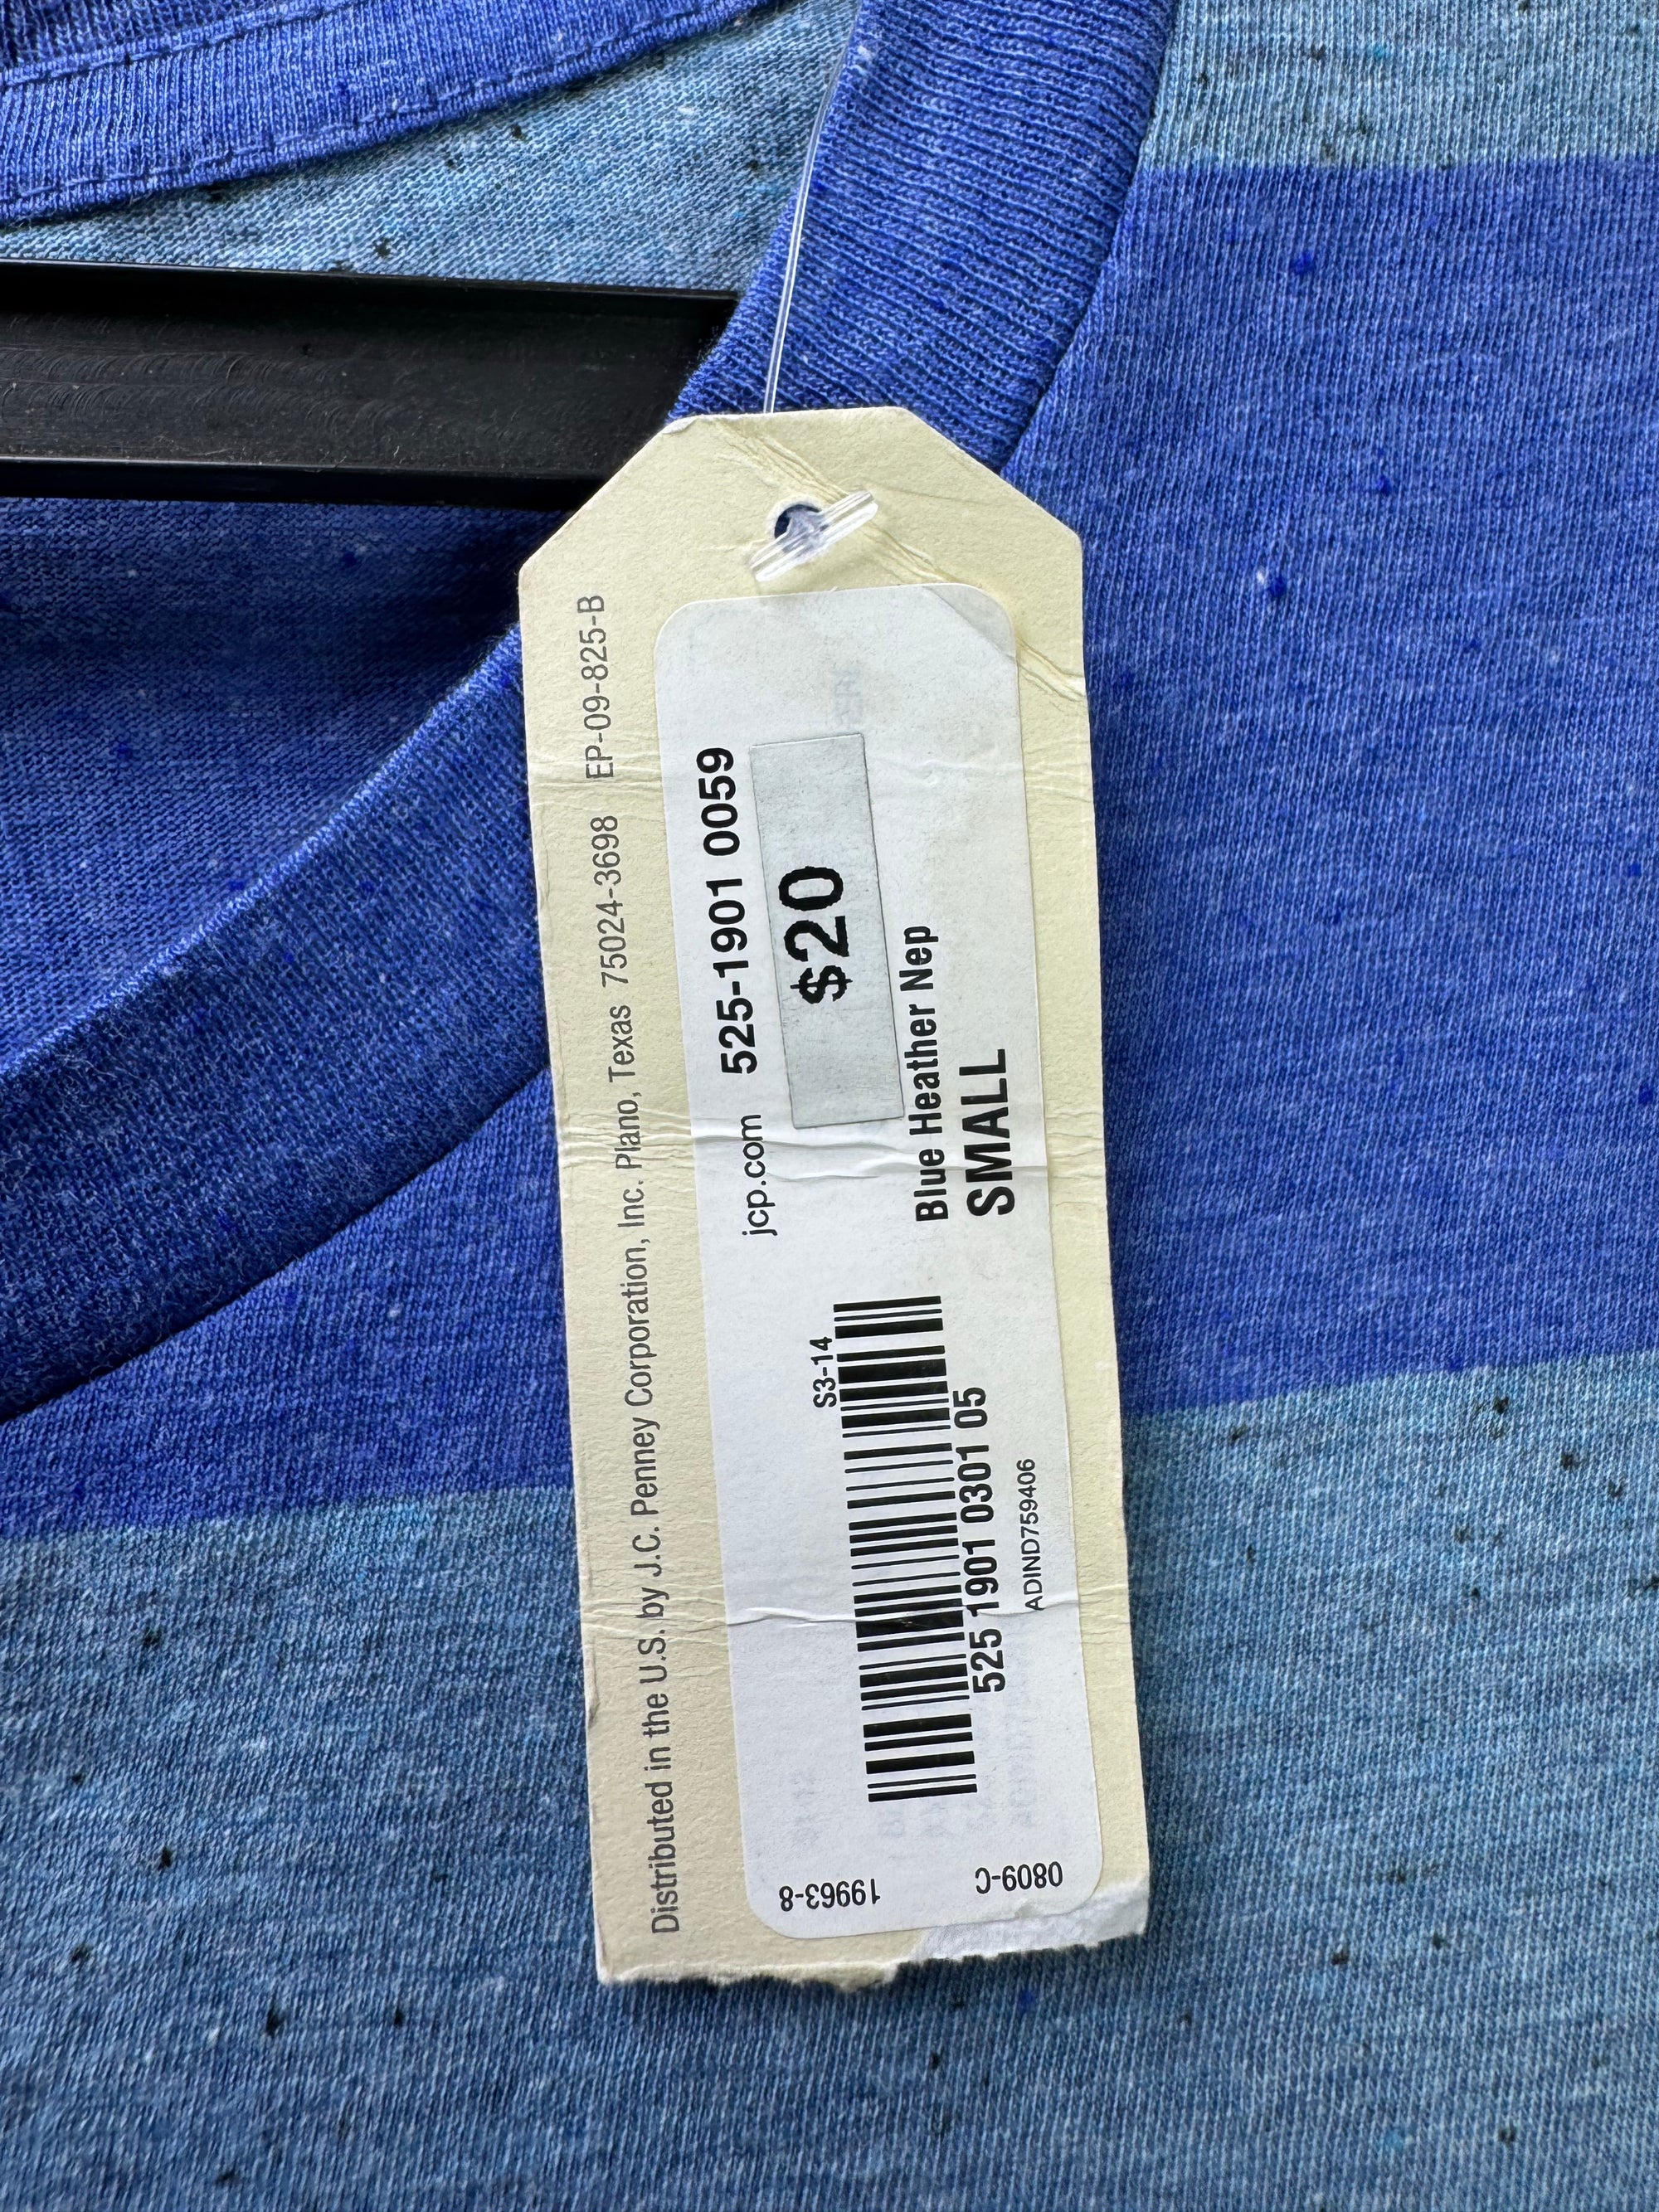 Distributed in the U.S. by J.C. Penney Corporation, Inc. Plano, Texas 75024-3698 EP-09-825-B
jcp.com 525-1901 0059
$20
Blue Heather Nep
SMALL
S3-14
525 1901 0301 05
ADIND759406
19963-8
0809-C